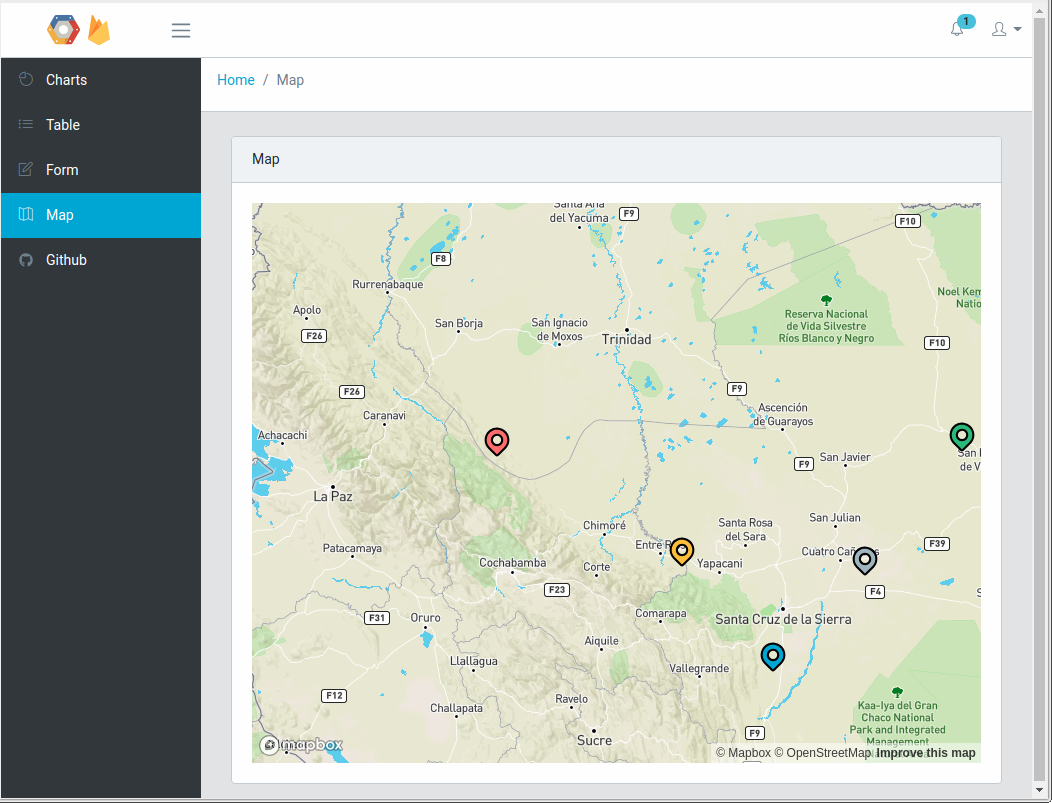 1
Charts
Table
Form
Map
Github
Home / Map
Map
Santa Ana
del Yacuma
F9
F10
F8
Rurrenabaque
Noel
Reserva Nacional
de Vida Silvestre
Ríos Blanco y Negro
Apolo
F26
San Borja
San Ignacio
de Moxos
Trinidad
F10
F26
F9
Caranavi
Ascención
de Guarayos
Achacachi
San Javier
F9
La Paz
San Julian
Chimoré
Santa Rosa
del Sara
Patacamaya
Entre
Cuatro
F39
Cochabamba
Corte
Yapacani
F23
F4
Comarapa
F31
Oruro
Santa Cruz de la Sierra
Aiquile
Llallagua
Vallegrande
F12
Ravelo
Challapata
Kaa-Iya del Gran
Chaco National
Park and Integrated
Management
Sucre
F9
mapbox
© Mapbox © OpenStreetMap Improve this map